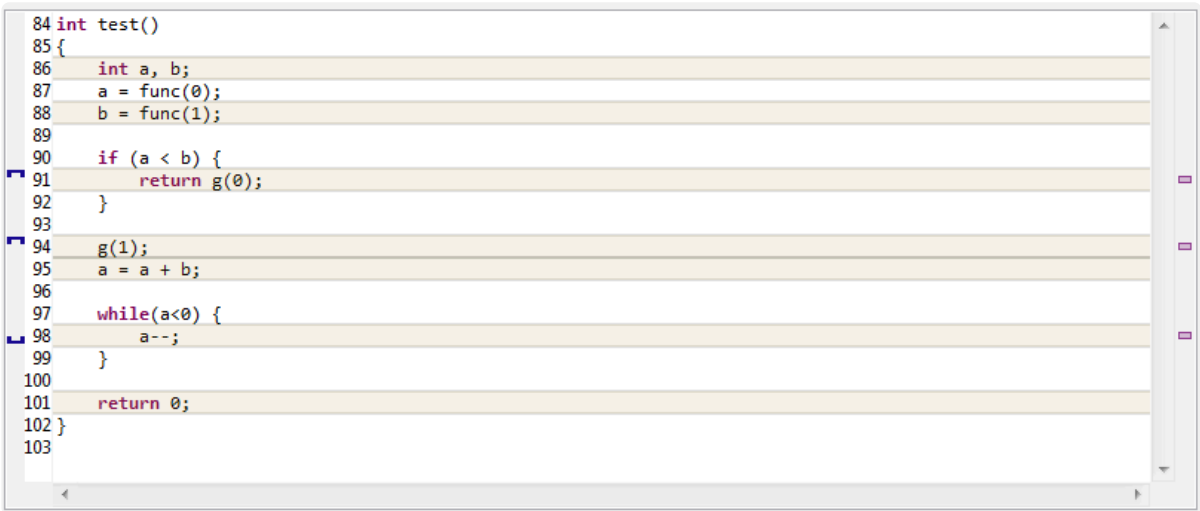 84 int test()
85 {
86     int a, b;
87     a = func(0);
88     b = func(1);
89
90     if (a < b) {
91         return g(0);
92     }
93
94     g(1);
95     a = a + b;
96
97     while(a<0) {
98         a--;
99     }
100
101     return 0;
102 }
103